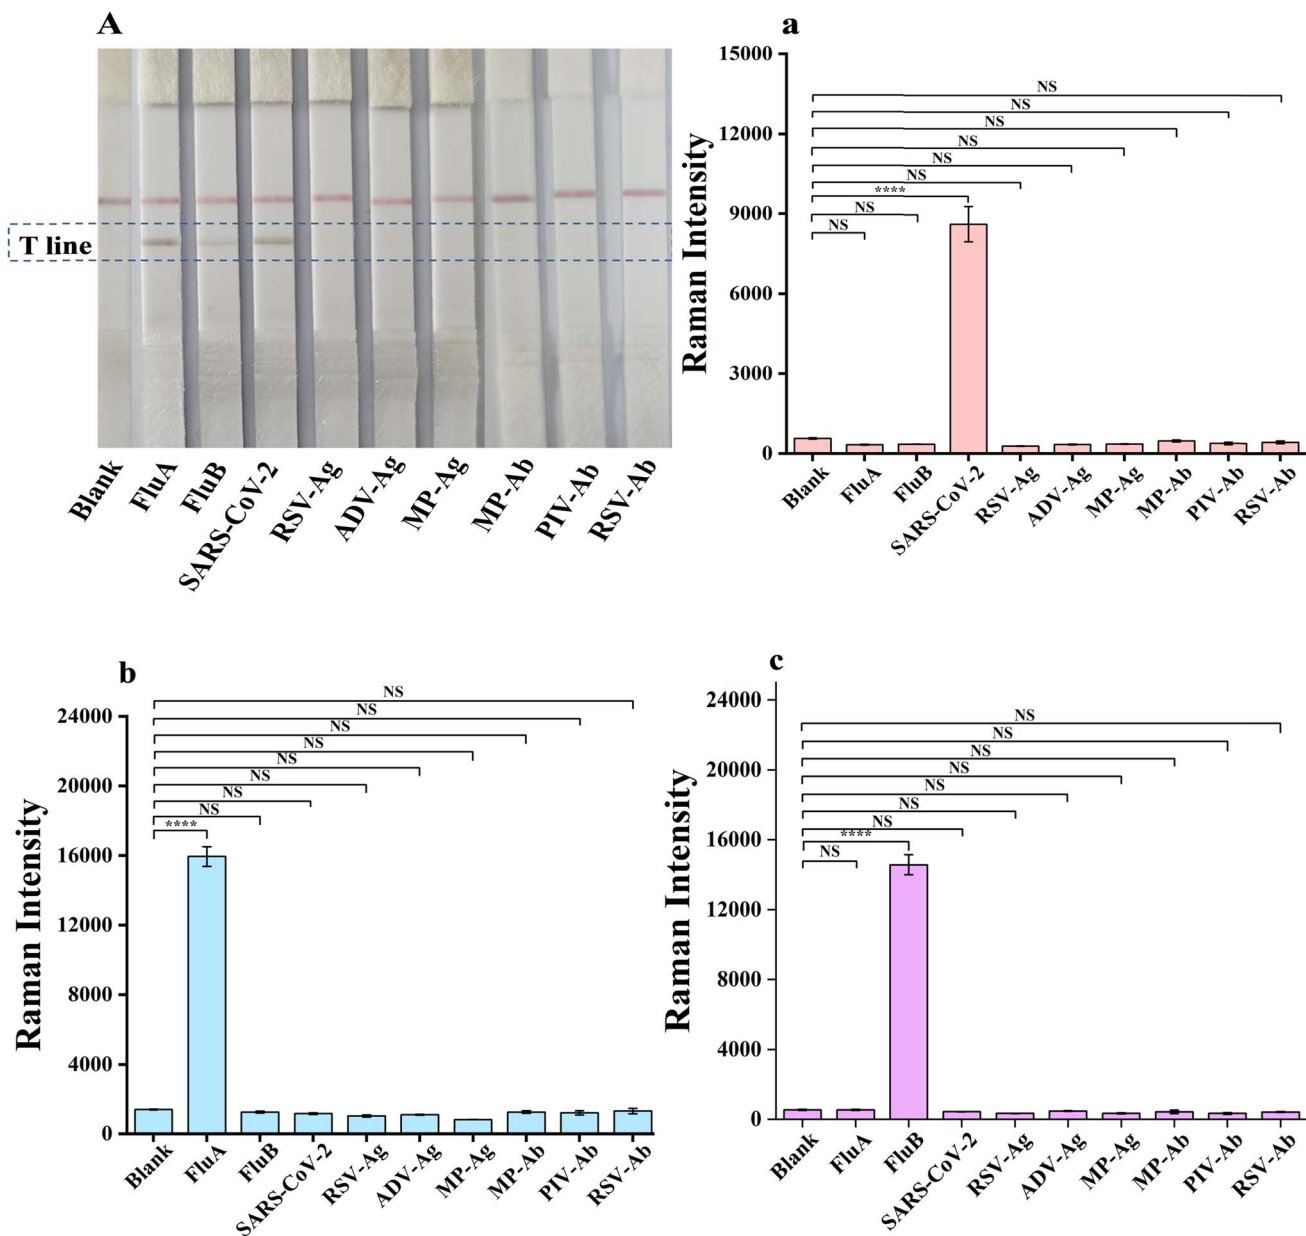 A
T line
Blank
FluA
FluB
SARS-CoV-2
RSV-Ag
ADV-Ag
MP-Ag
MP-Ab
PIV-Ab
RSV-Ab
a
Raman Intensity
15000
12000
9000
6000
3000
0
NS
NS
NS
NS
NS
NS
****
NS
NS
Blank
FluA
FluB
SARS-CoV-2
RSV-Ag
ADV-Ag
MP-Ag
MP-Ab
PIV-Ab
RSV-Ab
b
Raman Intensity
24000
20000
16000
12000
8000
4000
0
NS
NS
NS
NS
NS
NS
NS
NS
****
Blank
FluA
FluB
SARS-CoV-2
RSV-Ag
ADV-Ag
MP-Ag
MP-Ab
PIV-Ab
RSV-Ab
c
Raman Intensity
24000
20000
16000
12000
8000
4000
0
NS
NS
NS
NS
NS
NS
NS
****
NS
Blank
FluA
FluB
SARS-CoV-2
RSV-Ag
ADV-Ag
MP-Ag
MP-Ab
PIV-Ab
RSV-Ab